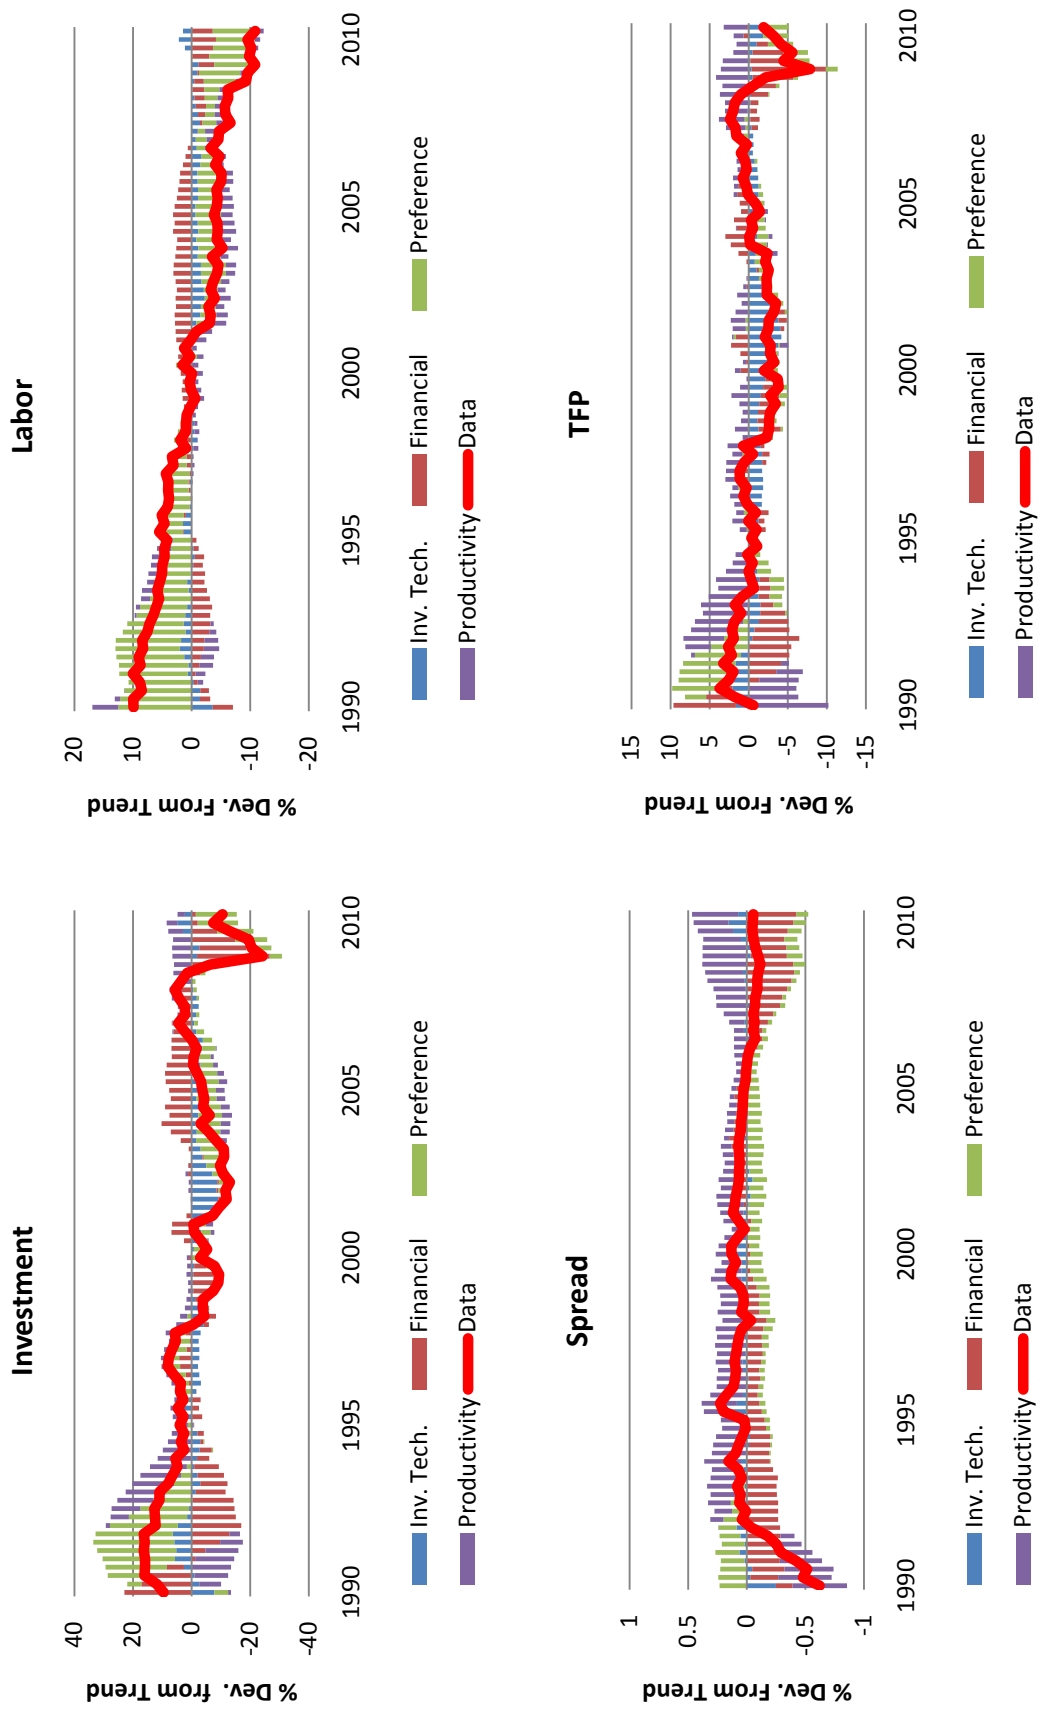 Investment
% Dev. from Trend
40
20
0
-20
-40
1990 1995 2000 2005 2010
Inv. Tech. Financial Preference
Productivity Data
Labor
% Dev. From Trend
20
10
0
-10
-20
1990 1995 2000 2005 2010
Inv. Tech. Financial Preference
Productivity Data
Spread
% Dev. From Trend
1
0.5
0
-0.5
-1
1990 1995 2000 2005 2010
Inv. Tech. Financial Preference
Productivity Data
TFP
% Dev. From Trend
15
10
5
0
-5
-10
-15
1990 1995 2000 2005 2010
Inv. Tech. Financial Preference
Productivity Data